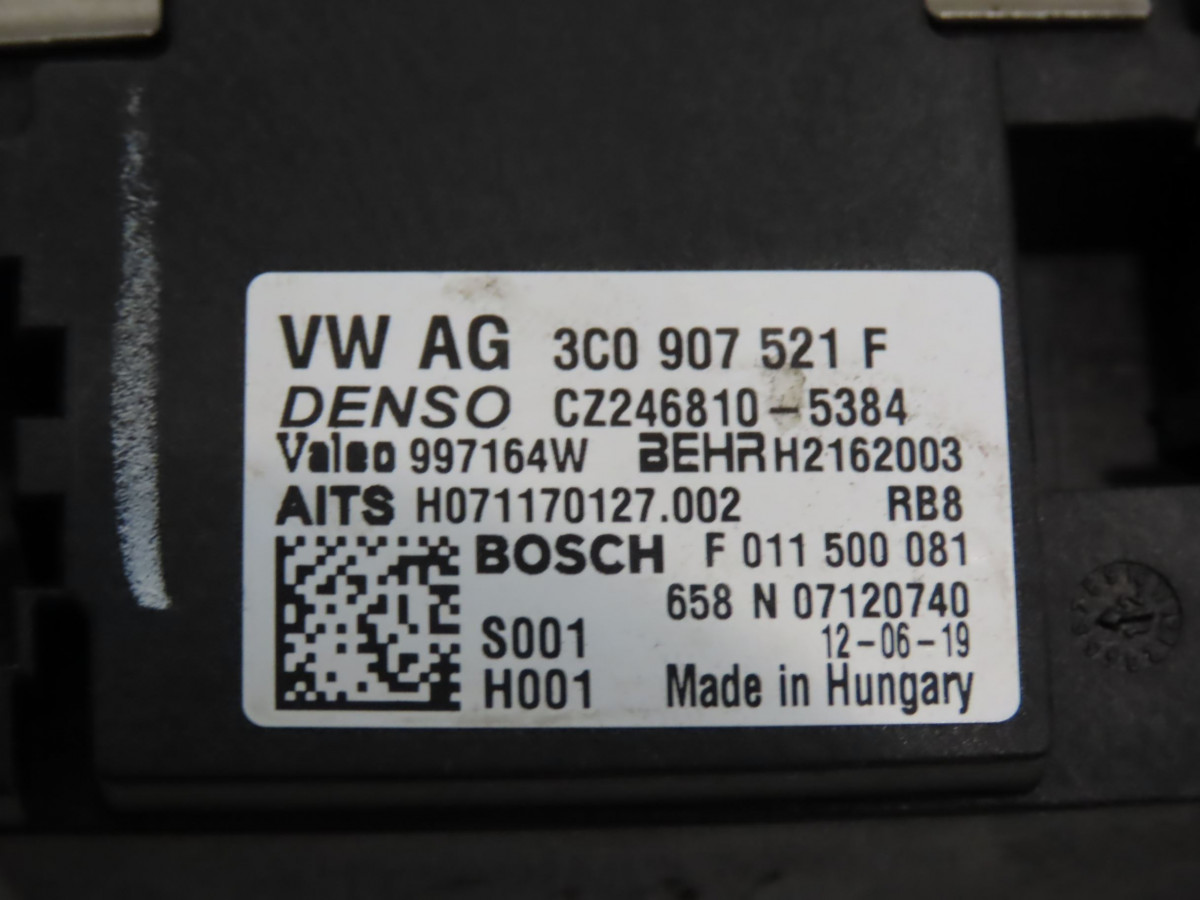 VW AG 3C0 907 521 F
DENSO CZ246810-5384
Valeo 997164W BEHR H2162003
AITS H071170127.002 RB8
BOSCH F 011 500 081
658 N 07120740
S001 12-06-19
H001 Made in Hungary